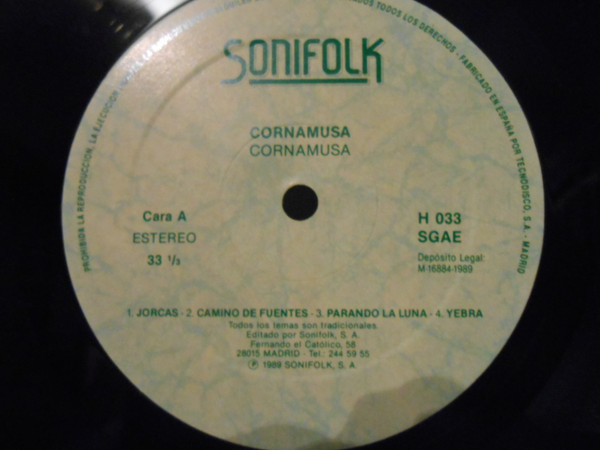 SONIFOLK
CORNAMUSA
CORNAMUSA
Cara A
ESTEREO
33 1/3
H 033
SGAE
Depósito Legal:
M-16884-1989
1. JORCAS - 2. CAMINO DE FUENTES - 3. PARANDO LA LUNA - 4. YEBRA
Todos los temas son tradicionales.
Editado por Sonifolk, S. A.
Fernando el Católico, 58
28015 MADRID - Tel.: 244 59 55
Ⓟ 1989 SONIFOLK, S. A.
PROHIBIDA LA REPRODUCCION, LA EJECUCION
TODOS LOS DERECHOS - FABRICADO EN ESPAÑA POR TECNODISCO, S.A. - MADRID